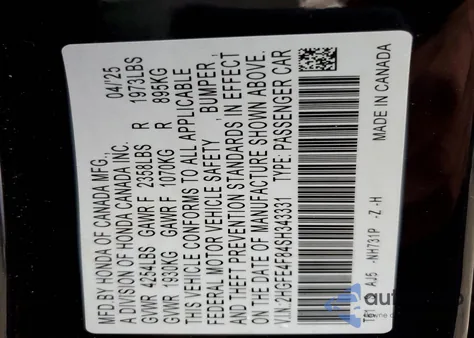 MFD.BY HONDA OF CANADA MFG., 04/25
A DIVISION OF HONDA CANADA INC.
GVWR 4254LBS GAWR F 2358LBS R 1973LBS
GVWR 1930KG GAWR F 1070KG R 895KG
THIS VEHICLE CONFORMS TO ALL APPLICABLE
FEDERAL MOTOR VEHICLE SAFETY , BUMPER ,
AND THEFT PREVENTION STANDARDS IN EFFECT
ON THE DATE OF MANUFACTURE SHOWN ABOVE.
V.I.N.:2HGFE4F84SH343331 TYPE: PASSENGER CAR
AJ5 -NH731P -Z -H MADE IN CANADA